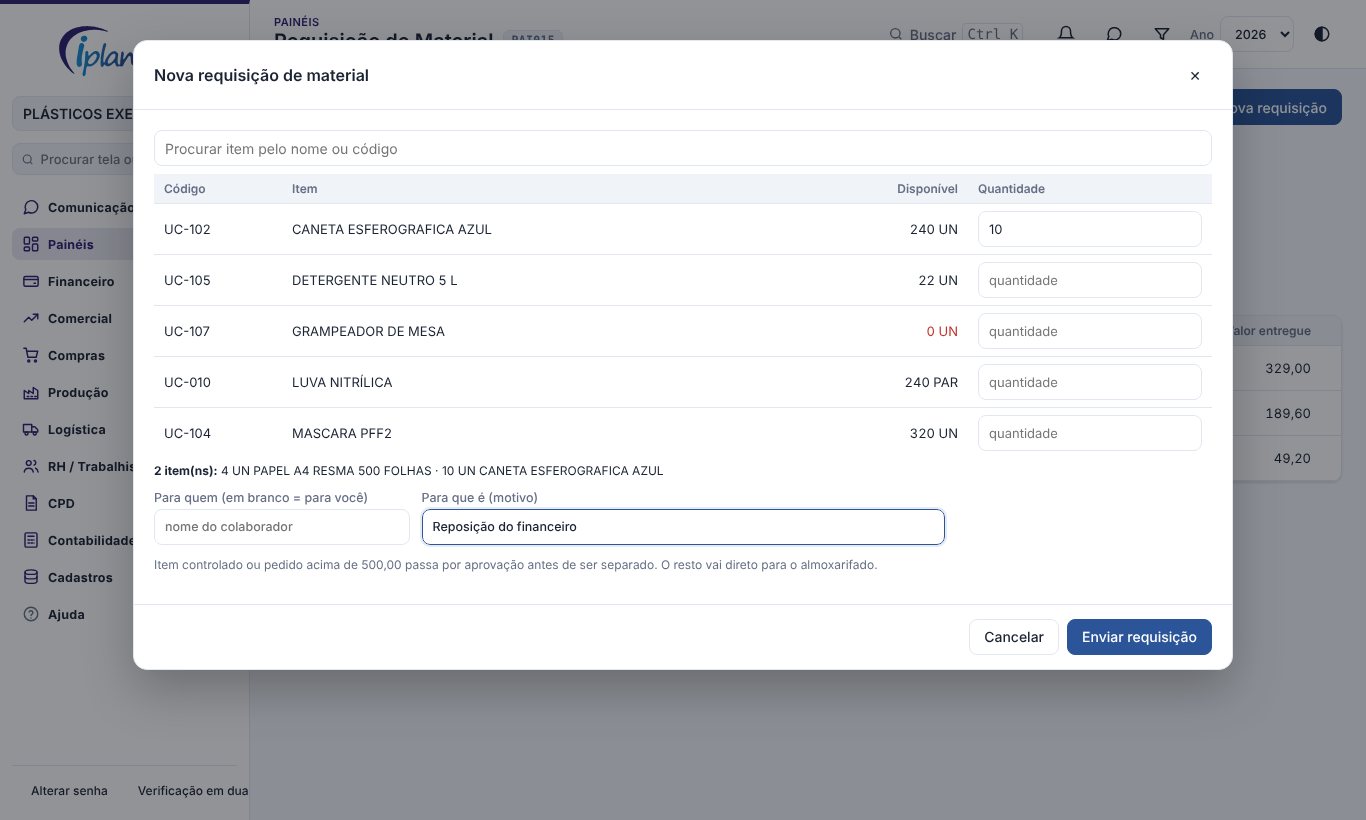 PAINÉIS
Buscar Ctrl K
Ano 2026
iplan
Nova requisição de material
×
PLÁSTICOS EXE
ova requisição
Procurar tela o
Procurar item pelo nome ou código
Código Item Disponível Quantidade
UC-102 CANETA ESFEROGRAFICA AZUL 240 UN 10
UC-105 DETERGENTE NEUTRO 5 L 22 UN quantidade
UC-107 GRAMPEADOR DE MESA 0 UN quantidade
UC-010 LUVA NITRÍLICA 240 PAR quantidade
UC-104 MASCARA PFF2 320 UN quantidade
2 item(ns): 4 UN PAPEL A4 RESMA 500 FOLHAS · 10 UN CANETA ESFEROGRAFICA AZUL
Para quem (em branco = para você) Para que é (motivo)
nome do colaborador Reposição do financeiro
Item controlado ou pedido acima de 500,00 passa por aprovação antes de ser separado. O resto vai direto para o almoxarifado.
Cancelar Enviar requisição
Comunicação
Painéis
Financeiro
Comercial
Compras
Produção
Logística
RH / Trabalhis
CPD
Contabilidade
Cadastros
Ajuda
alor entregue
329,00
189,60
49,20
Alterar senha Verificação em dua